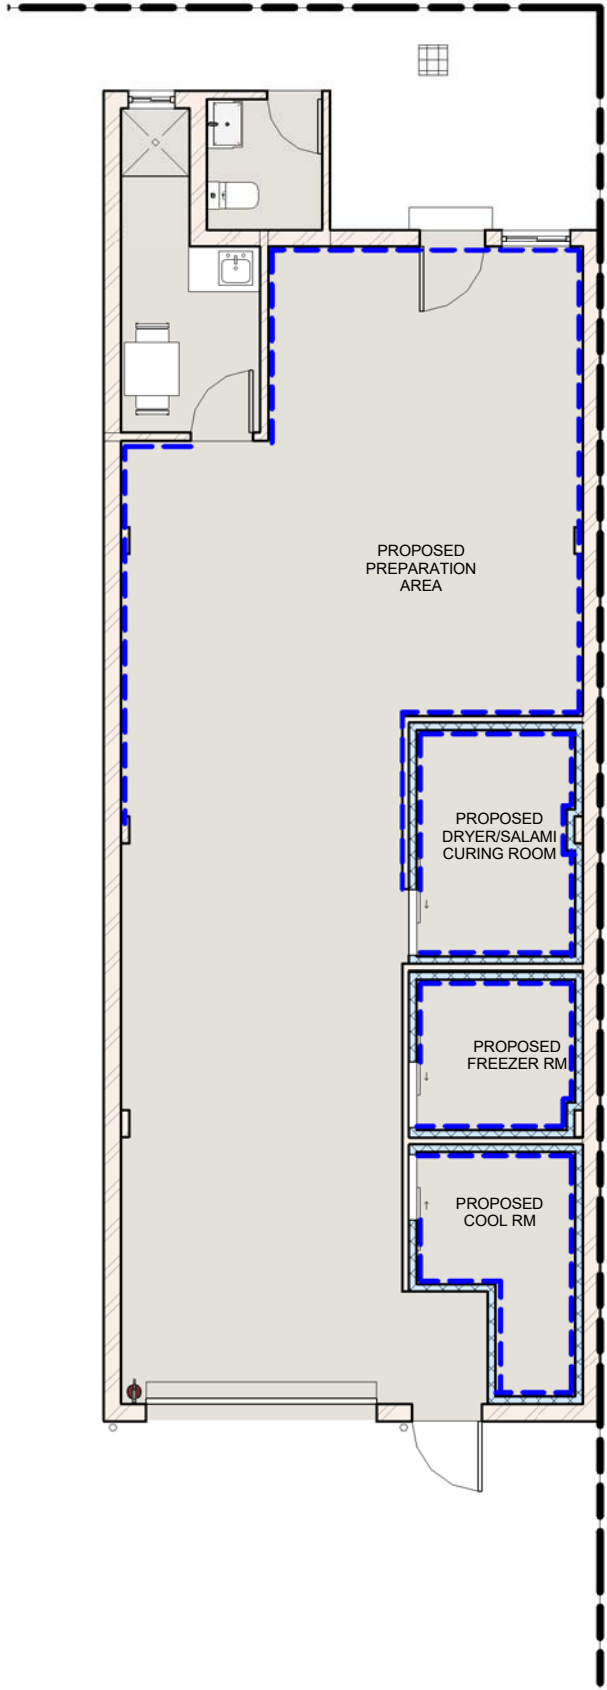 PROPOSED
PREPARATION
AREA
PROPOSED
DRYER/SALAMI
CURING ROOM
PROPOSED
FREEZER RM
PROPOSED
COOL RM